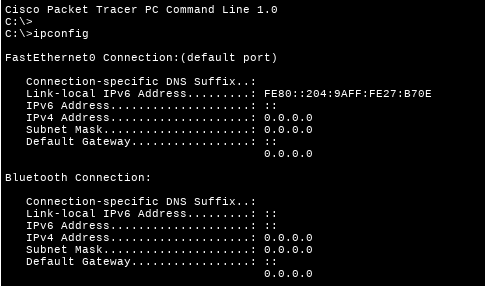 Cisco Packet Tracer PC Command Line 1.0
C:\>
C:\>ipconfig
FastEthernet0 Connection:(default port)
Connection-specific DNS Suffix..:
Link-local IPv6 Address.........: FE80::204:9AFF:FE27:B70E
IPv6 Address....................: ::
IPv4 Address....................: 0.0.0.0
Subnet Mask.....................: 0.0.0.0
Default Gateway.................: ::
0.0.0.0
Bluetooth Connection:
Connection-specific DNS Suffix..:
Link-local IPv6 Address.........: ::
IPv6 Address....................: ::
IPv4 Address....................: 0.0.0.0
Subnet Mask.....................: 0.0.0.0
Default Gateway.................: ::
0.0.0.0